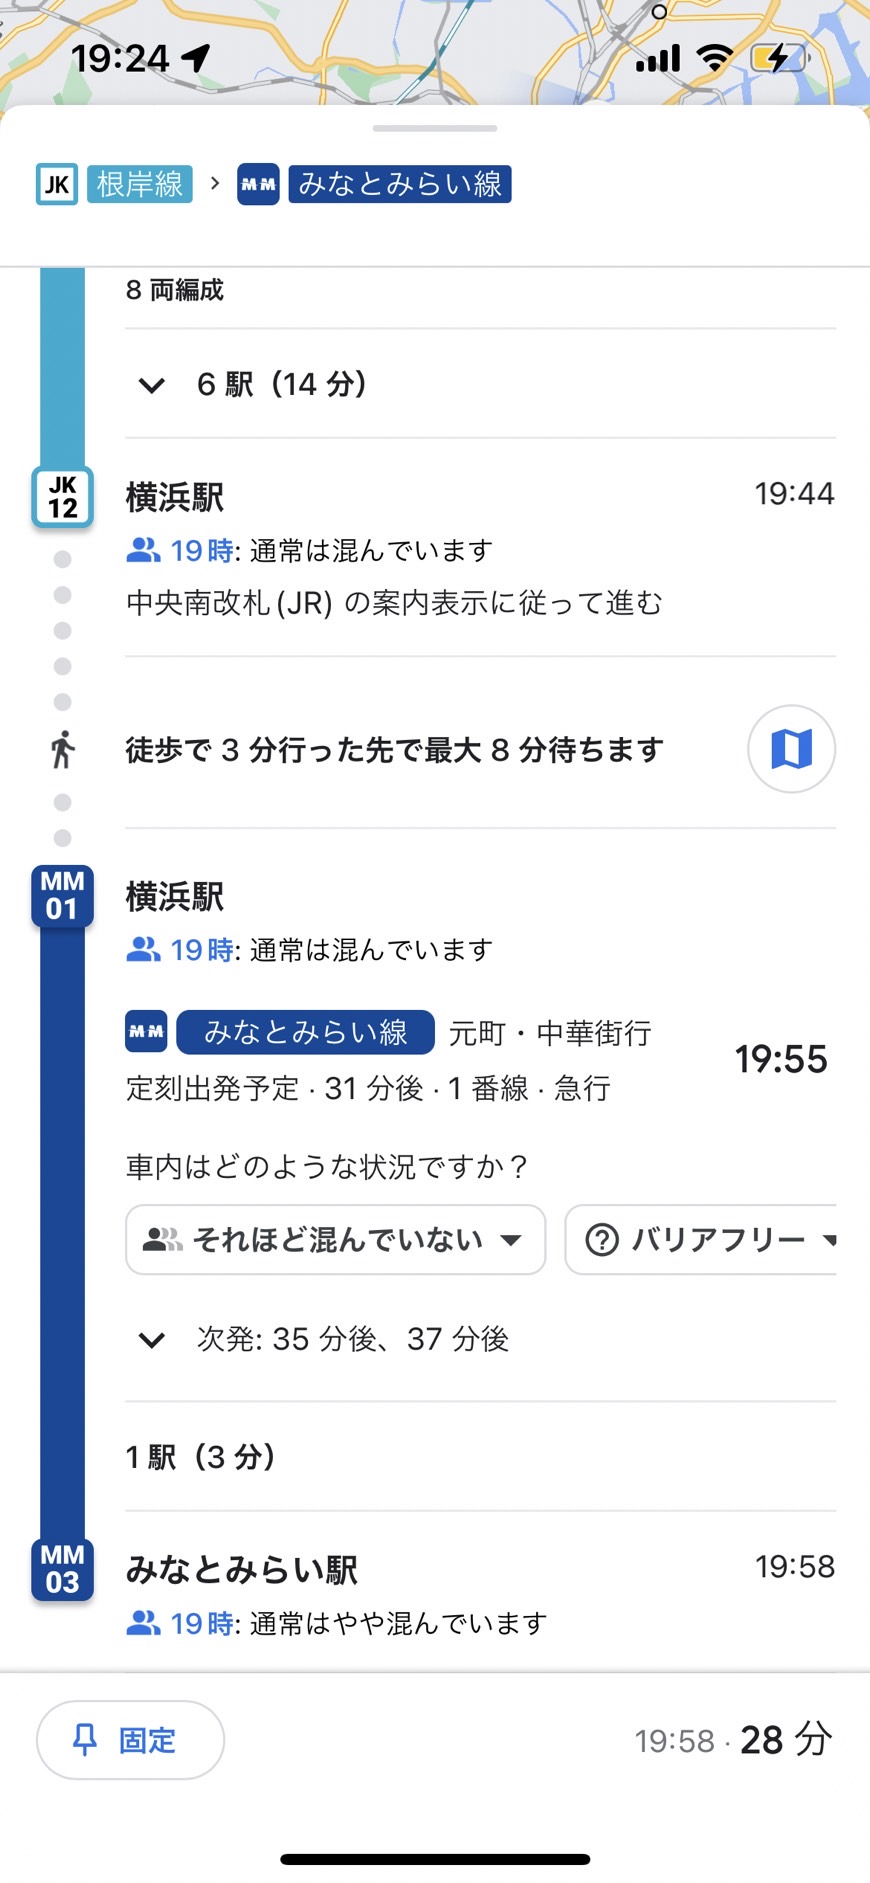 19:24
JK 根岸線 › MM みなとみらい線
8 両編成
6 駅（14 分）
JK 12
横浜駅 19:44
19 時: 通常は混んでいます
中央南改札(JR) の案内表示に従って進む
徒歩で 3 分行った先で最大 8 分待ちます
MM 01
横浜駅
19 時: 通常は混んでいます
MM みなとみらい線 元町・中華街行
19:55
定刻出発予定 · 31 分後 · 1 番線 · 急行
車内はどのような状況ですか？
それほど混んでいない バリアフリー
次発: 35 分後、37 分後
1 駅（3 分）
MM 03
みなとみらい駅 19:58
19 時: 通常はやや混んでいます
固定 19:58 · 28 分